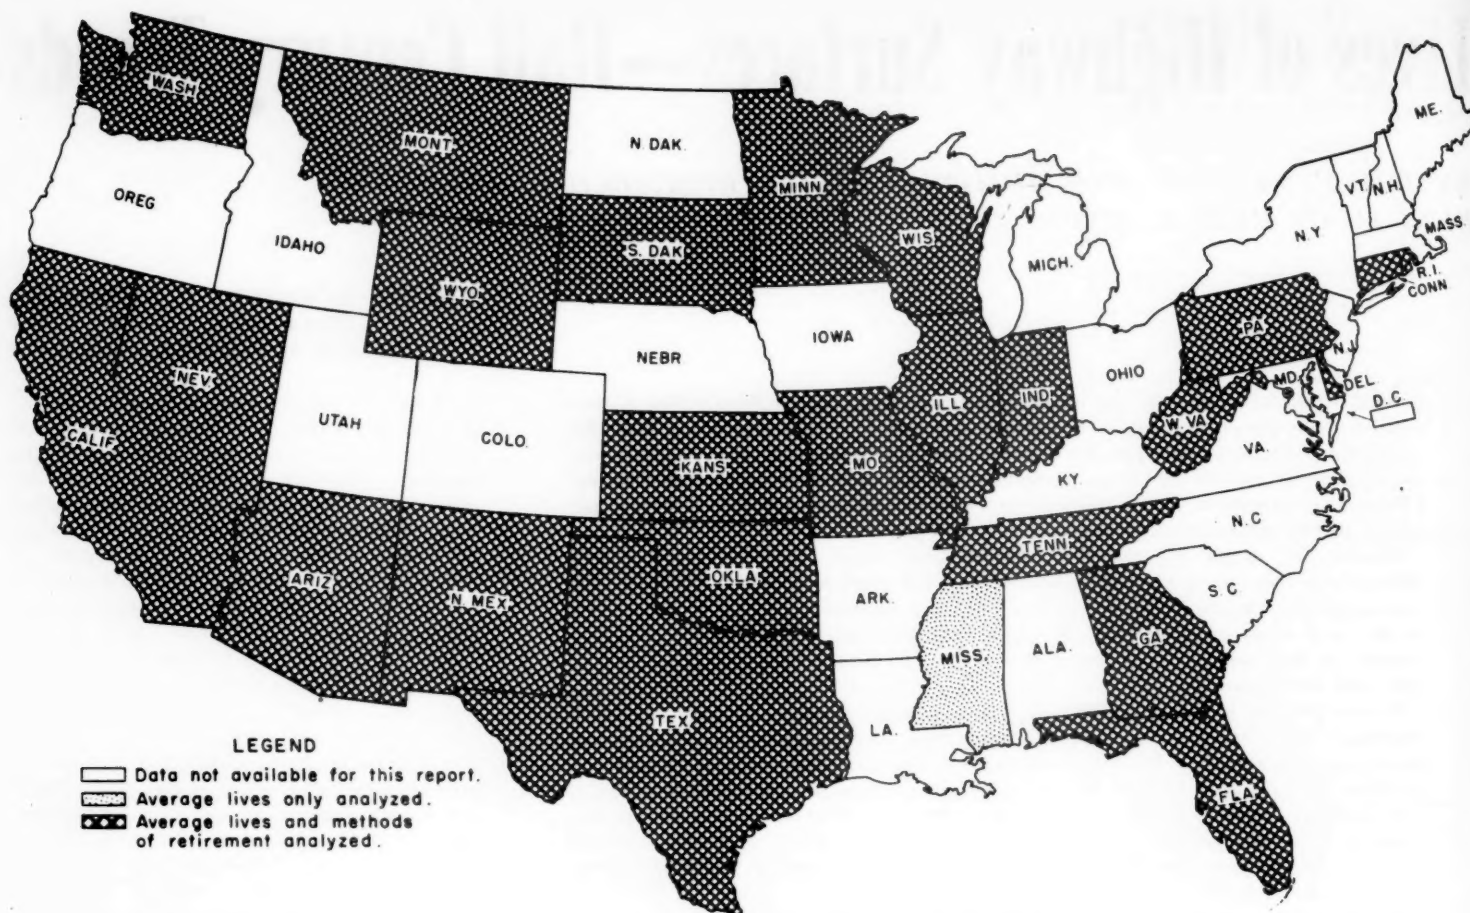 WASH
MONT
N. DAK.
MINN
ME.
OREG
IDAHO
S. DAK
WIS
MICH.
VT.
N.H.
N.Y
MASS.
R.I.
CONN
WYO
NEBR
IOWA
PA
N.J.
NEV
UTAH
COLO.
ILL
IND
OHIO
MD.
DEL.
D.C.
CALIF
KANS
MO
W.VA
VA.
KY.
ARIZ
N. MEX
OKLA
ARK.
TENN
N.C
S.C
MISS.
ALA.
GA
TEX
LA.
FLA
LEGEND
Data not available for this report.
Average lives only analyzed.
Average lives and methods
of retirement analyzed.